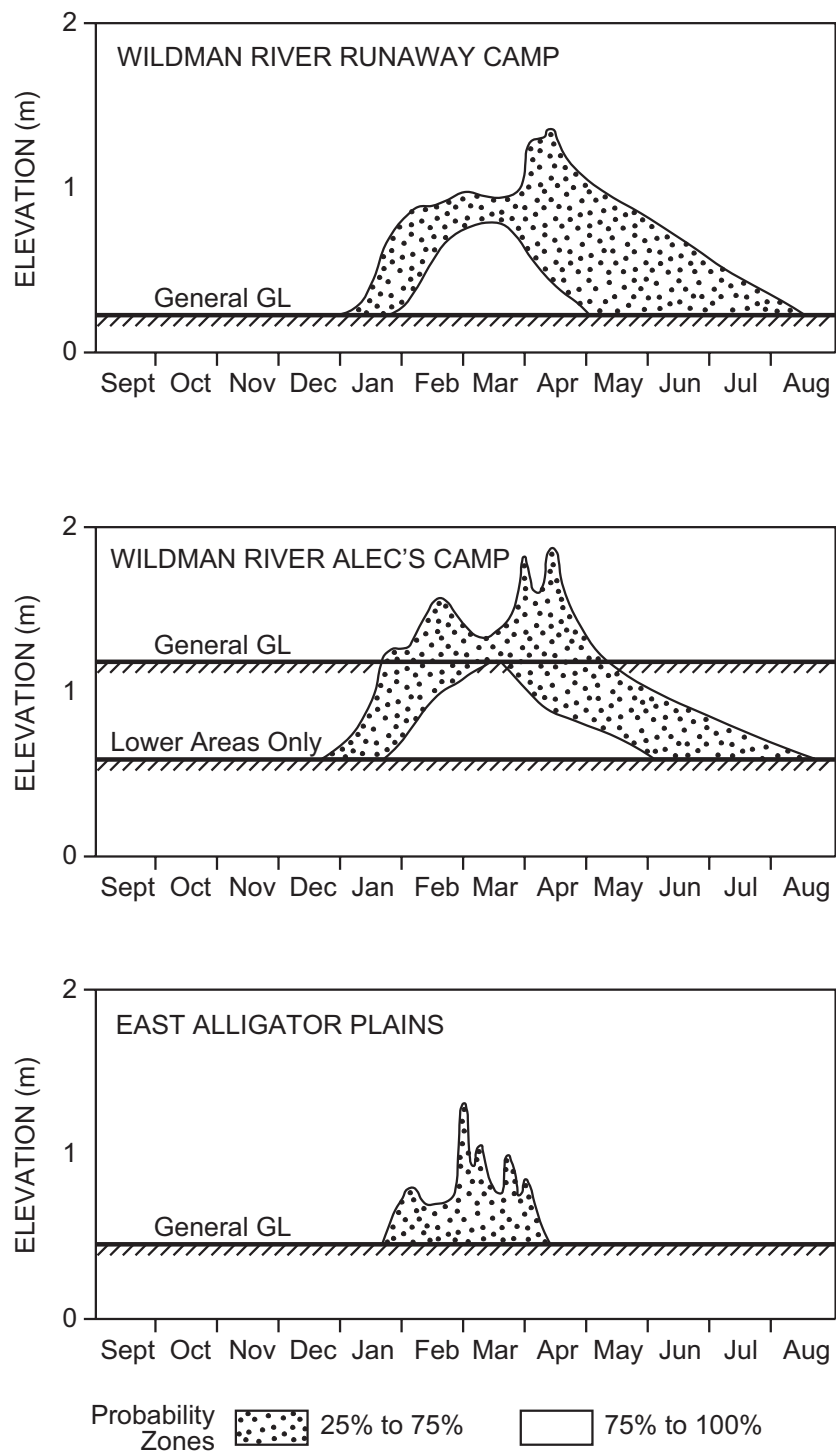 2
WILDMAN RIVER RUNAWAY CAMP
ELEVATION (m)
1
General GL
0
Sept Oct Nov Dec Jan Feb Mar Apr May Jun Jul Aug
2
WILDMAN RIVER ALEC'S CAMP
ELEVATION (m)
General GL
1
Lower Areas Only
0
Sept Oct Nov Dec Jan Feb Mar Apr May Jun Jul Aug
2
EAST ALLIGATOR PLAINS
ELEVATION (m)
1
General GL
0
Sept Oct Nov Dec Jan Feb Mar Apr May Jun Jul Aug
Probability
Zones
25% to 75%
75% to 100%